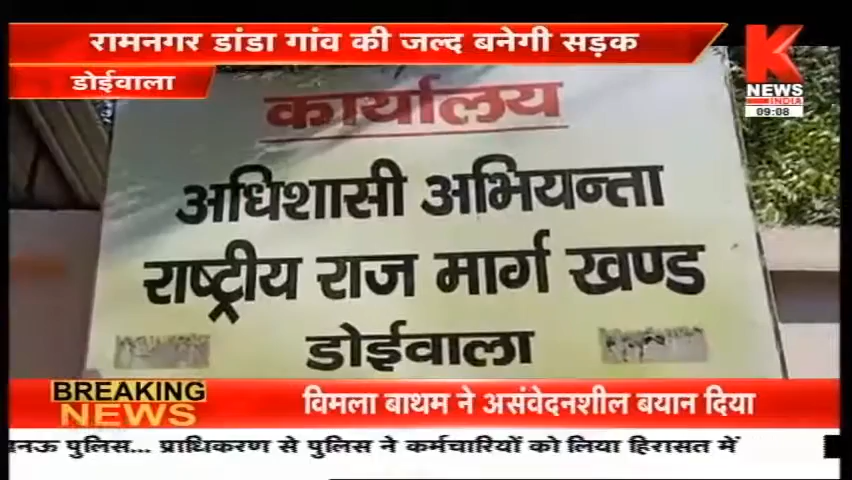 रामनगर डांडा गांव की जल्द बनेगी सड़क
डोईवाला
K
NEWS
INDIA
09:08
कार्यालय
अधिशासी अभियन्ता
राष्ट्रीय राज मार्ग खण्ड
डोईवाला
BREAKING
NEWS
विमला बाथम ने असंवेदनशील बयान दिया
पुलिस... प्राधिकरण से पुलिस ने कर्मचारियों को लिया हिरासत में